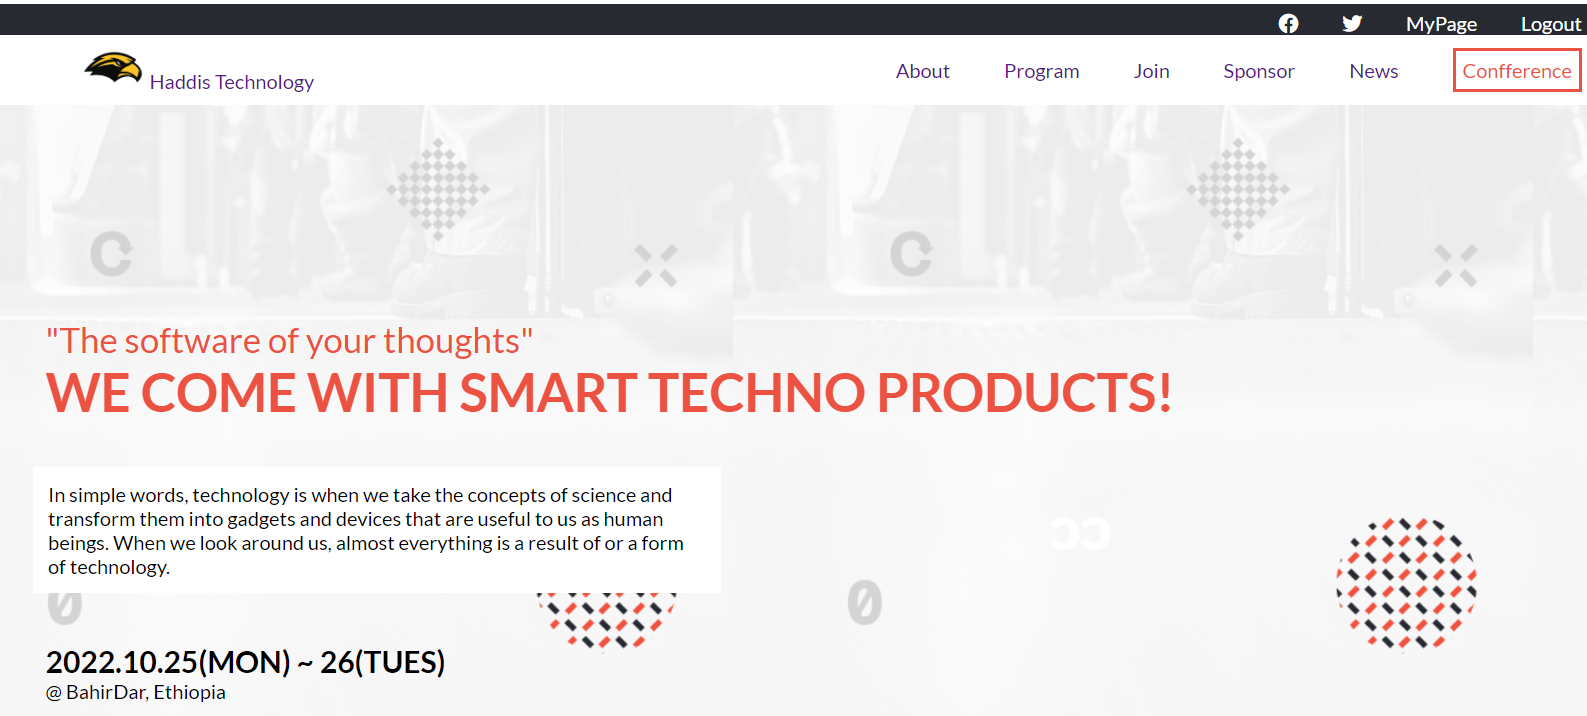 MyPage Logout
Haddis Technology
About Program Join Sponsor News Confference
"The software of your thoughts"
WE COME WITH SMART TECHNO PRODUCTS!
In simple words, technology is when we take the concepts of science and
transform them into gadgets and devices that are useful to us as human
beings. When we look around us, almost everything is a result of or a form
of technology.
2022.10.25(MON) ~ 26(TUES)
@ BahirDar, Ethiopia